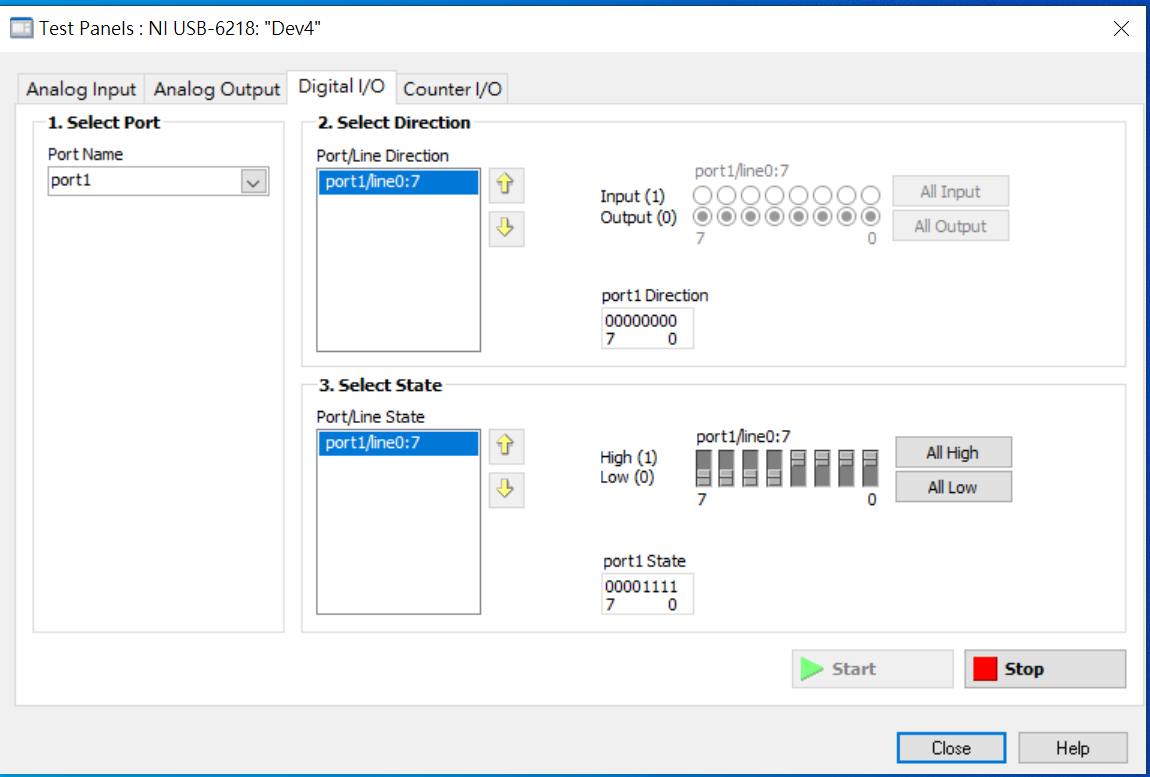 Test Panels : NI USB-6218: "Dev4"
Analog Input
Analog Output
Digital I/O
Counter I/O
1. Select Port
Port Name
port1
2. Select Direction
Port/Line Direction
port1/line0:7
port1/line0:7
Input (1)
Output (0)
7 0
All Input
All Output
port1 Direction
00000000
7 0
3. Select State
Port/Line State
port1/line0:7
port1/line0:7
High (1)
Low (0)
7 0
All High
All Low
port1 State
00001111
7 0
Start
Stop
Close
Help